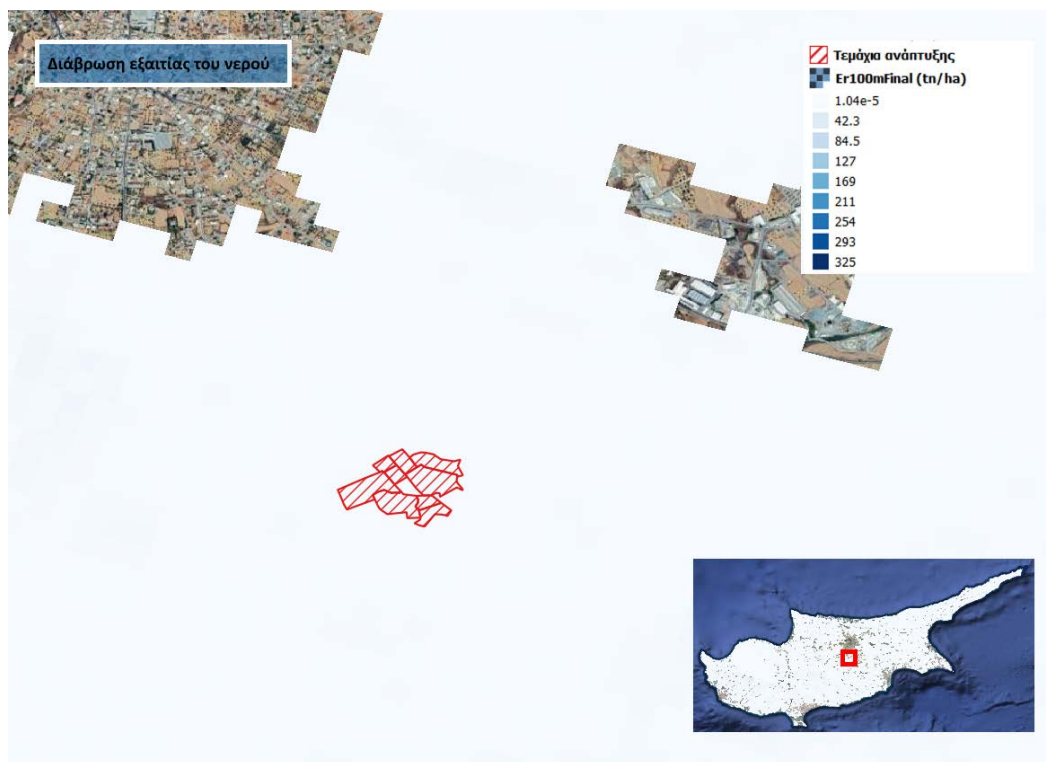 Διάβρωση εξαιτίας του νερού
Τεμάχια ανάπτυξης
Er100mFinal (tn/ha)
1.04e-5
42.3
84.5
127
169
211
254
293
325